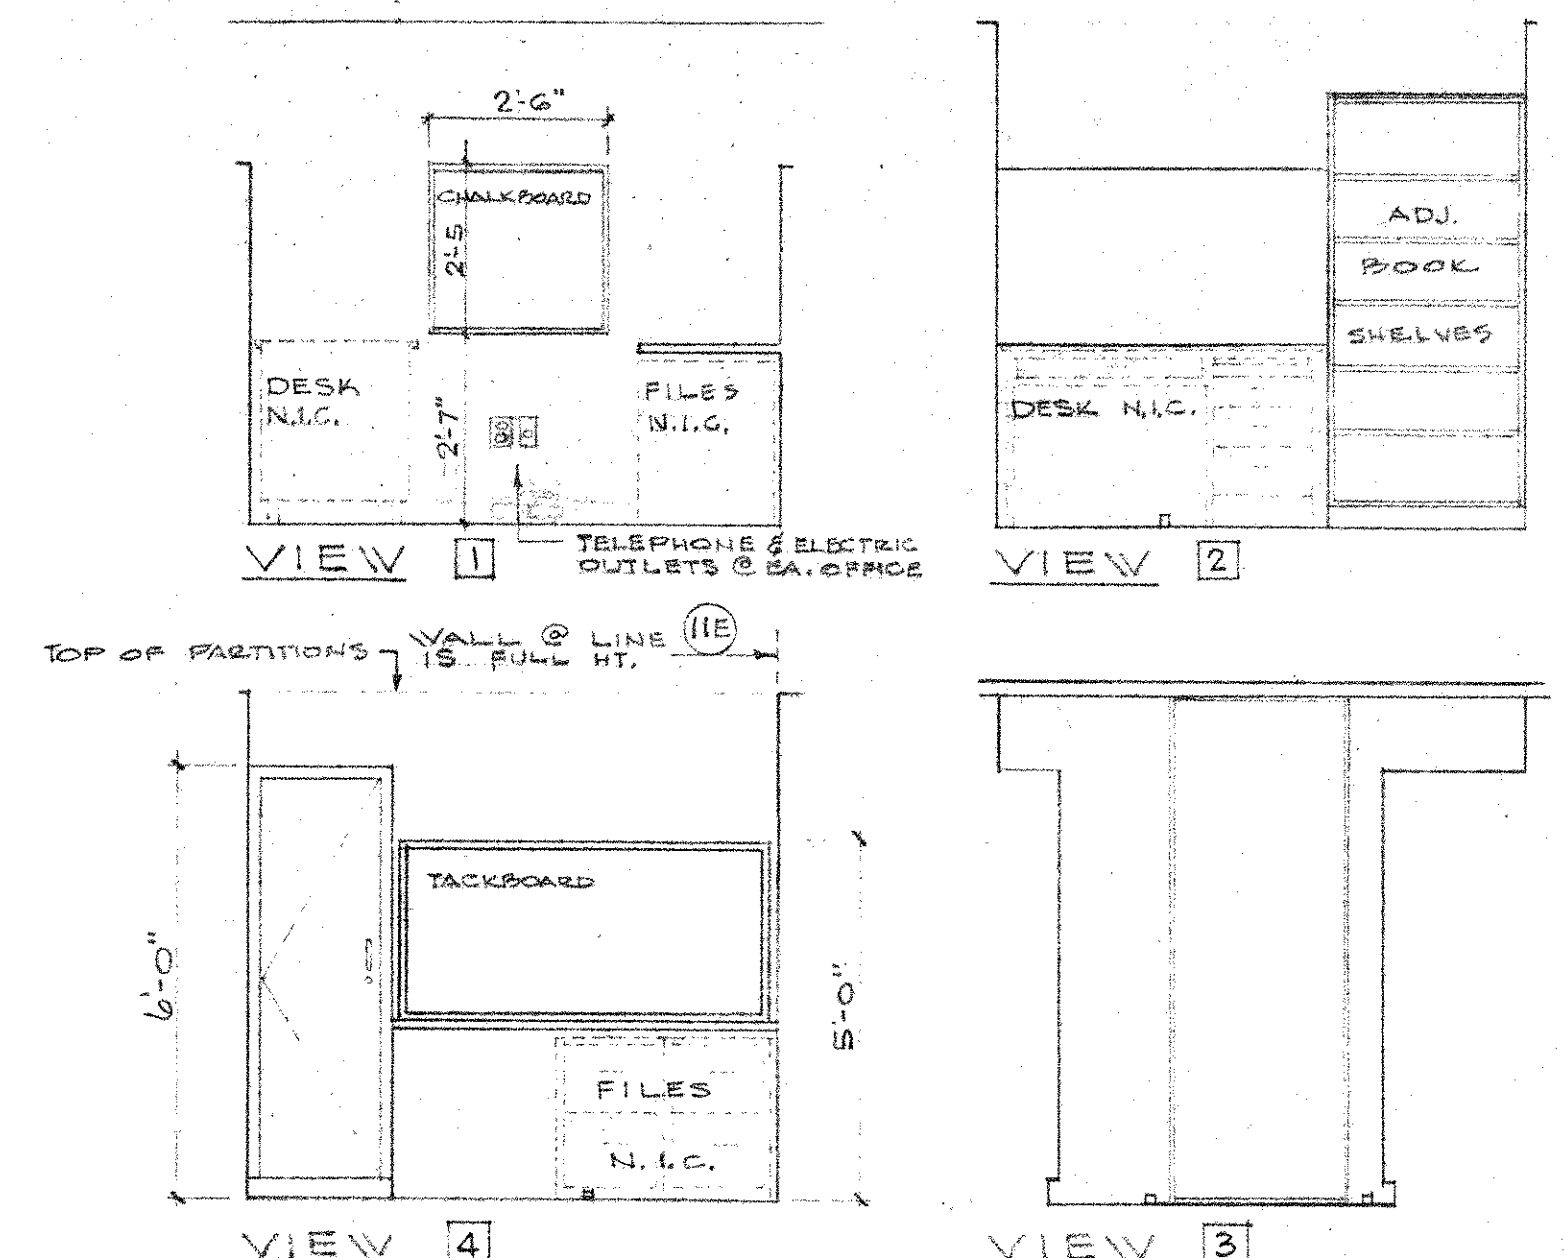 2'-6"
CHALKBOARD
2'-5
2'-7"
DESK
N.I.C.
FILES
N.I.C.
TELEPHONE & ELECTRIC
OUTLETS @ EA. OFFICE
VIEW 1
ADJ.
BOOK
SHELVES
DESK N.I.C.
VIEW 2
TOP OF PARTITIONS
WALL @ LINE 11E
IS FULL HT.
6'-0"
TACKBOARD
5'-0"
FILES
N.I.C.
VIEW 4
VIEW 3